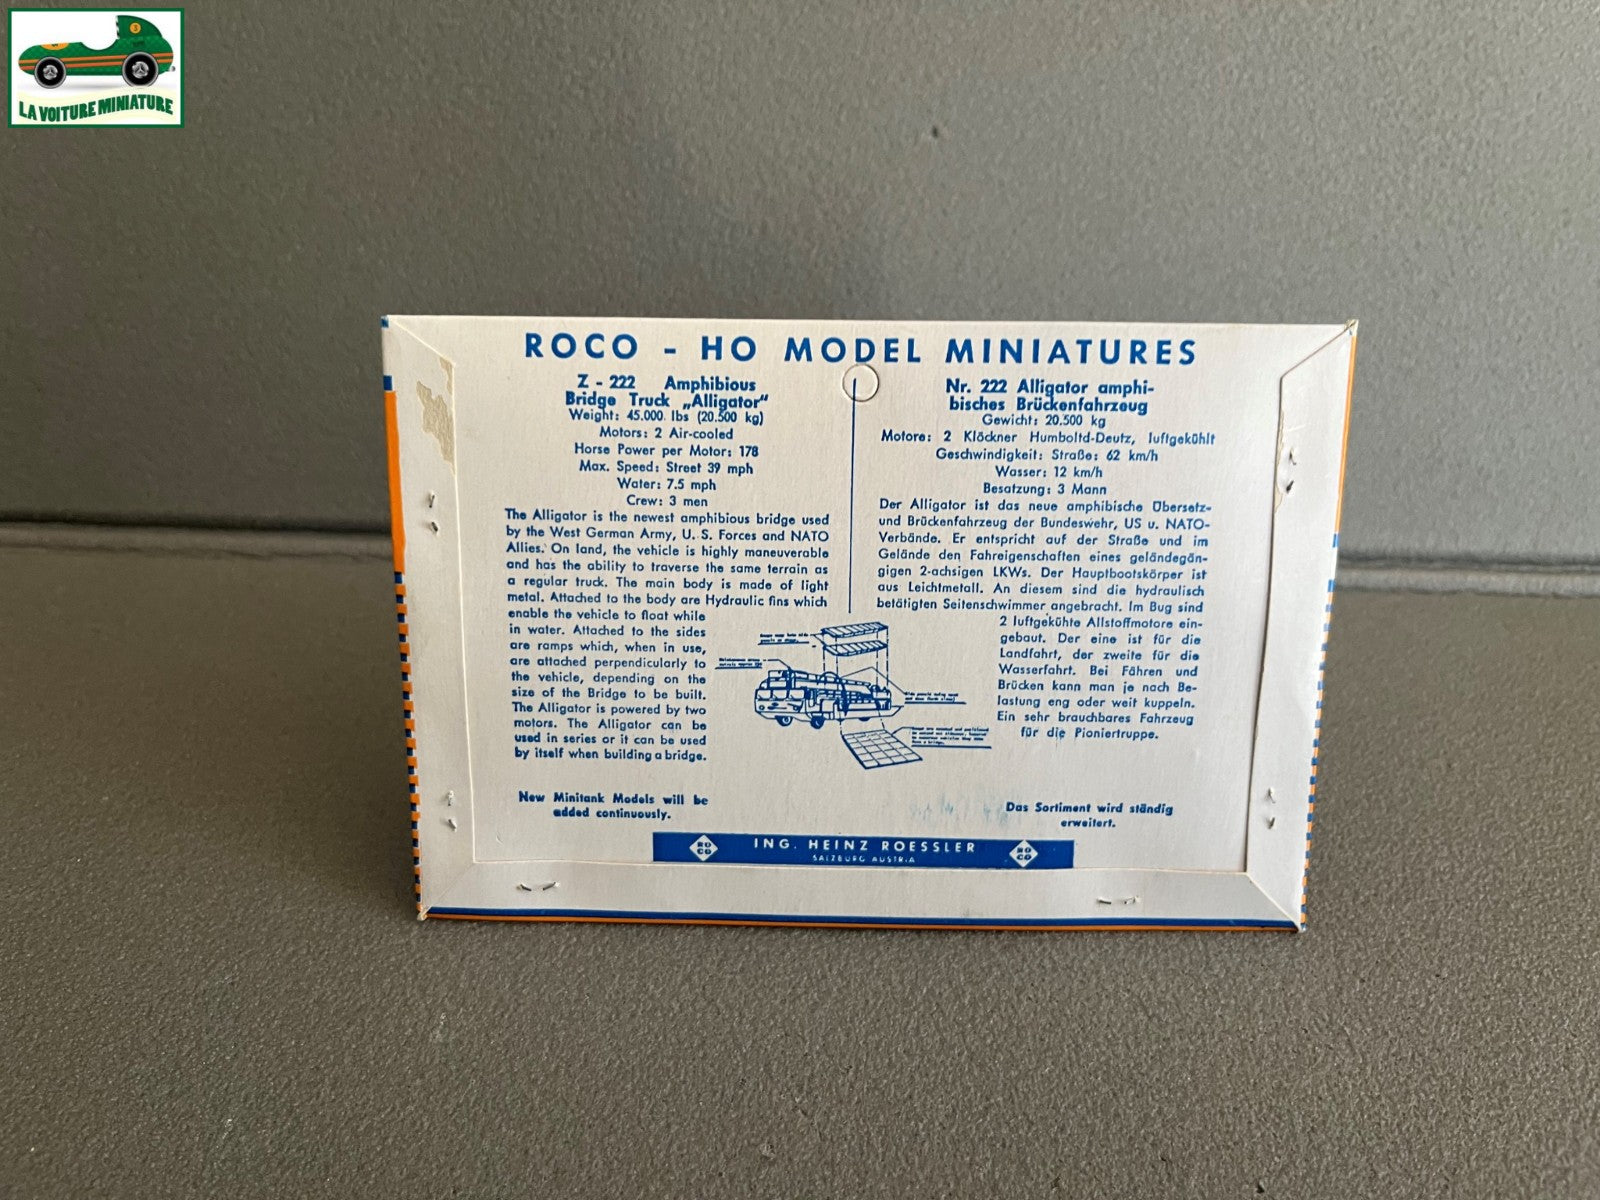 LA VOITURE MINIATURE
ROCO - HO MODEL MINIATURES
Z - 222 Amphibious
Bridge Truck „Alligator“
Weight: 45.000 lbs (20.500 kg)
Motors: 2 Air-cooled
Horse Power per Motor: 178
Max. Speed: Street 39 mph
Water: 7.5 mph
Crew: 3 men
The Alligator is the newest amphibious bridge used
by the West German Army, U. S. Forces and NATO
Allies. On land, the vehicle is highly maneuverable
and has the ability to traverse the same terrain as
a regular truck. The main body is made of light
metal. Attached to the body are Hydraulic fins which
enable the vehicle to float while
in water. Attached to the sides
are ramps which, when in use,
are attached perpendicularly to
the vehicle, depending on the
size of the Bridge to be built.
The Alligator is powered by two
motors. The Alligator can be
used in series or it can be used
by itself when building a bridge.
New Minitank Models will be
added continuously.
Nr. 222 Alligator amphi-
bisches Brückenfahrzeug
Gewicht: 20.500 kg
Motore: 2 Klöckner Humboltd-Deutz, luftgekühlt
Geschwindigkeit: Straße: 62 km/h
Wasser: 12 km/h
Besatzung: 3 Mann
Der Alligator ist das neue amphibische Übersetz-
und Brückenfahrzeug der Bundeswehr, US u. NATO-
Verbände. Er entspricht auf der Straße und im
Gelände den Fahreigenschaften eines geländegän-
gigen 2-achsigen LKWs. Der Hauptbootskörper ist
aus Leichtmetall. An diesem sind die hydraulisch
betätigten Seitenschwimmer angebracht. Im Bug sind
2 luftgekühte Allstoffmotore ein-
gebaut. Der eine ist für die
Landfahrt, der zweite für die
Wasserfahrt. Bei Fähren und
Brücken kann man je nach Be-
lastung eng oder weit kuppeln.
Ein sehr brauchbares Fahrzeug
für die Pioniertruppe.
Das Sortiment wird ständig
erweitert.
RO
CO
ING. HEINZ ROESSLER
SALZBURG AUSTRIA
RO
CO